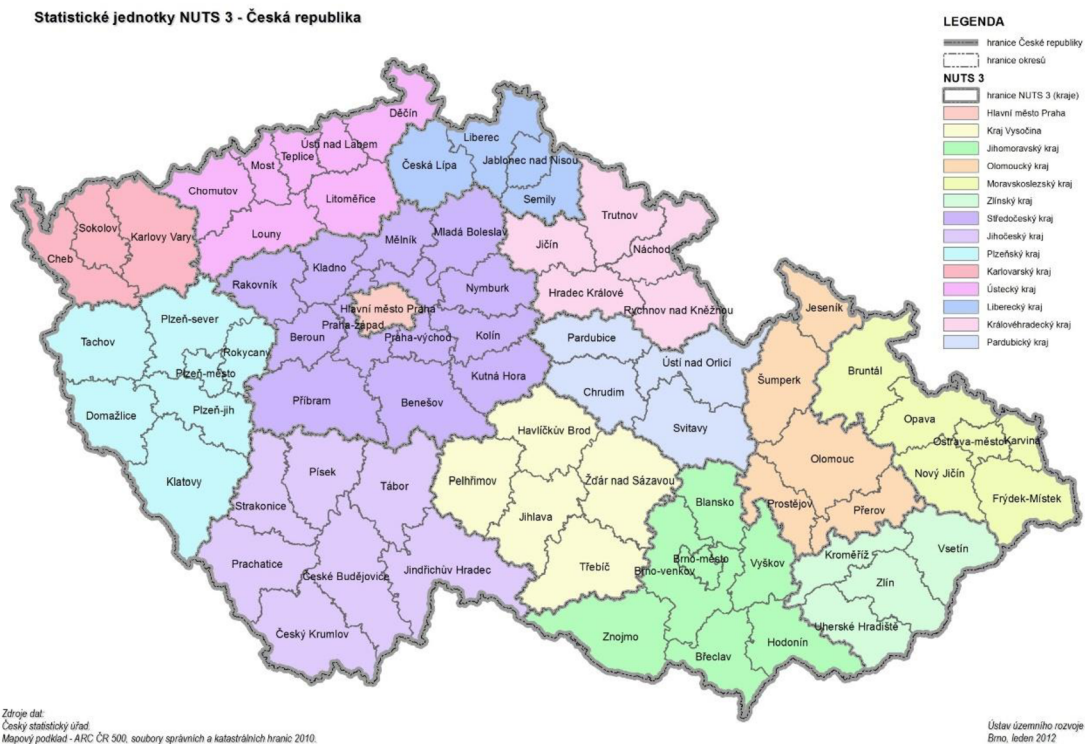 Statistické jednotky NUTS 3 - Česká republika
LEGENDA
hranice České republiky
hranice okresů
NUTS 3
hranice NUTS 3 (kraje)
Hlavní město Praha
Kraj Vysočina
Jihomoravský kraj
Olomoucký kraj
Moravskoslezský kraj
Zlínský kraj
Středočeský kraj
Jihočeský kraj
Plzeňský kraj
Karlovarský kraj
Ústecký kraj
Liberecký kraj
Královéhradecký kraj
Pardubický kraj
Děčín
Ústí nad Labem
Teplice
Most
Chomutov
Litoměřice
Louny
Liberec
Česká Lípa
Jablonec nad Nisou
Semily
Sokolov
Karlovy Vary
Cheb
Trutnov
Jičín
Náchod
Hradec Králové
Rychnov nad Kněžnou
Mělník
Mladá Boleslav
Kladno
Rakovník
Nymburk
Hlavní město Praha
Praha-západ
Beroun
Praha-východ
Kolín
Kutná Hora
Příbram
Benešov
Plzeň-sever
Tachov
Rokycany
Plzeň-město
Domažlice
Plzeň-jih
Klatovy
Pardubice
Ústí nad Orlicí
Chrudim
Svitavy
Jeseník
Šumperk
Olomouc
Prostějov
Přerov
Bruntál
Opava
Ostrava-město
Karviná
Nový Jičín
Frýdek-Místek
Havlíčkův Brod
Pelhřimov
Žďár nad Sázavou
Jihlava
Třebíč
Písek
Tábor
Strakonice
Prachatice
České Budějovice
Jindřichův Hradec
Český Krumlov
Blansko
Brno-město
Brno-venkov
Vyškov
Znojmo
Břeclav
Hodonín
Kroměříž
Vsetín
Zlín
Uherské Hradiště
Zdroje dat:
Český statistický úřad.
Mapový podklad - ARC ČR 500, soubory správních a katastrálních hranic 2010.
Ústav územního rozvoje
Brno, leden 2012